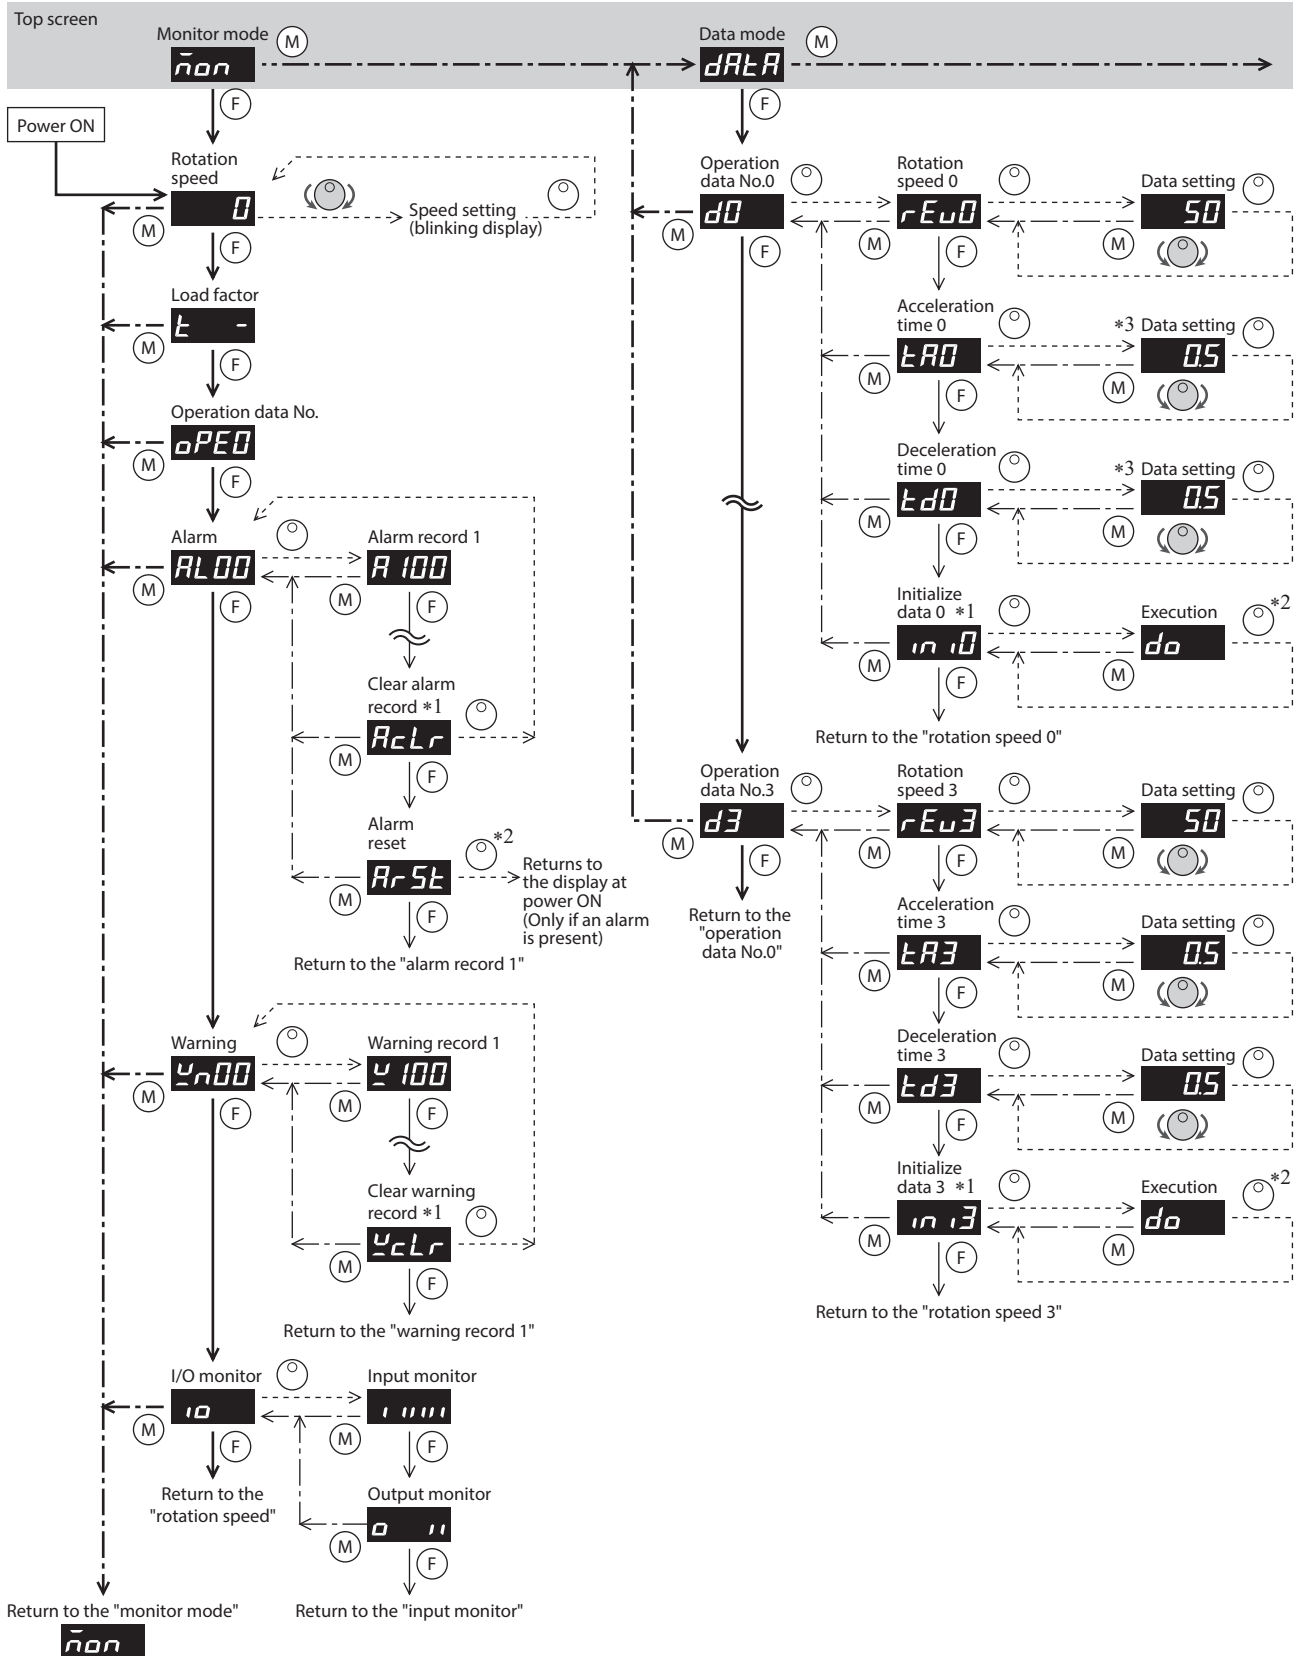 Top screen
Monitor mode
M
Data mode
M
mon
dAtA
F
F
Power ON
Rotation
speed
0
M
F
Speed setting
(blinking display)
Load factor
t -
M
F
Operation data No.
oPE0
M
F
Alarm
AL00
M
F
Alarm record 1
A 100
M
F
Clear alarm
record *1
AcLr
M
F
Alarm
reset
ArSt
*2
M
F
Returns to
the display at
power ON
(Only if an alarm
is present)
Return to the "alarm record 1"
Warning
Wn00
M
F
Warning record 1
W 100
M
F
Clear warning
record *1
WcLr
M
F
Return to the "warning record 1"
I/O monitor
io
M
F
Return to the
"rotation speed"
Input monitor
M
F
Output monitor
M
F
Return to the "input monitor"
Return to the "monitor mode"
mon
Operation
data No.0
d0
M
F
Rotation
speed 0
rEv0
M
F
Data setting
50
M
Acceleration
time 0
tA0
M
F
*3 Data setting
0.5
M
Deceleration
time 0
td0
M
F
*3 Data setting
0.5
M
Initialize
data 0 *1
ini0
M
F
Execution
do
*2
M
Return to the "rotation speed 0"
Operation
data No.3
d3
M
F
Return to the
"operation
data No.0"
Rotation
speed 3
rEv3
M
F
Data setting
50
M
Acceleration
time 3
tA3
M
F
Data setting
0.5
M
Deceleration
time 3
td3
M
F
Data setting
0.5
M
Initialize
data 3 *1
ini3
M
F
Execution
do
*2
M
Return to the "rotation speed 3"